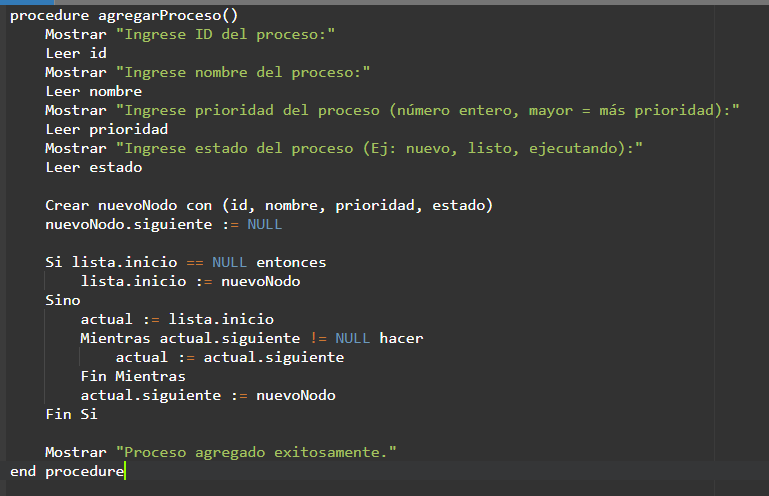 procedure agregarProceso()
    Mostrar "Ingrese ID del proceso:"
    Leer id
    Mostrar "Ingrese nombre del proceso:"
    Leer nombre
    Mostrar "Ingrese prioridad del proceso (número entero, mayor = más prioridad):"
    Leer prioridad
    Mostrar "Ingrese estado del proceso (Ej: nuevo, listo, ejecutando):"
    Leer estado

    Crear nuevoNodo con (id, nombre, prioridad, estado)
    nuevoNodo.siguiente := NULL

    Si lista.inicio == NULL entonces
        lista.inicio := nuevoNodo
    Sino
        actual := lista.inicio
        Mientras actual.siguiente != NULL hacer
            actual := actual.siguiente
        Fin Mientras
        actual.siguiente := nuevoNodo
    Fin Si

    Mostrar "Proceso agregado exitosamente."
end procedure